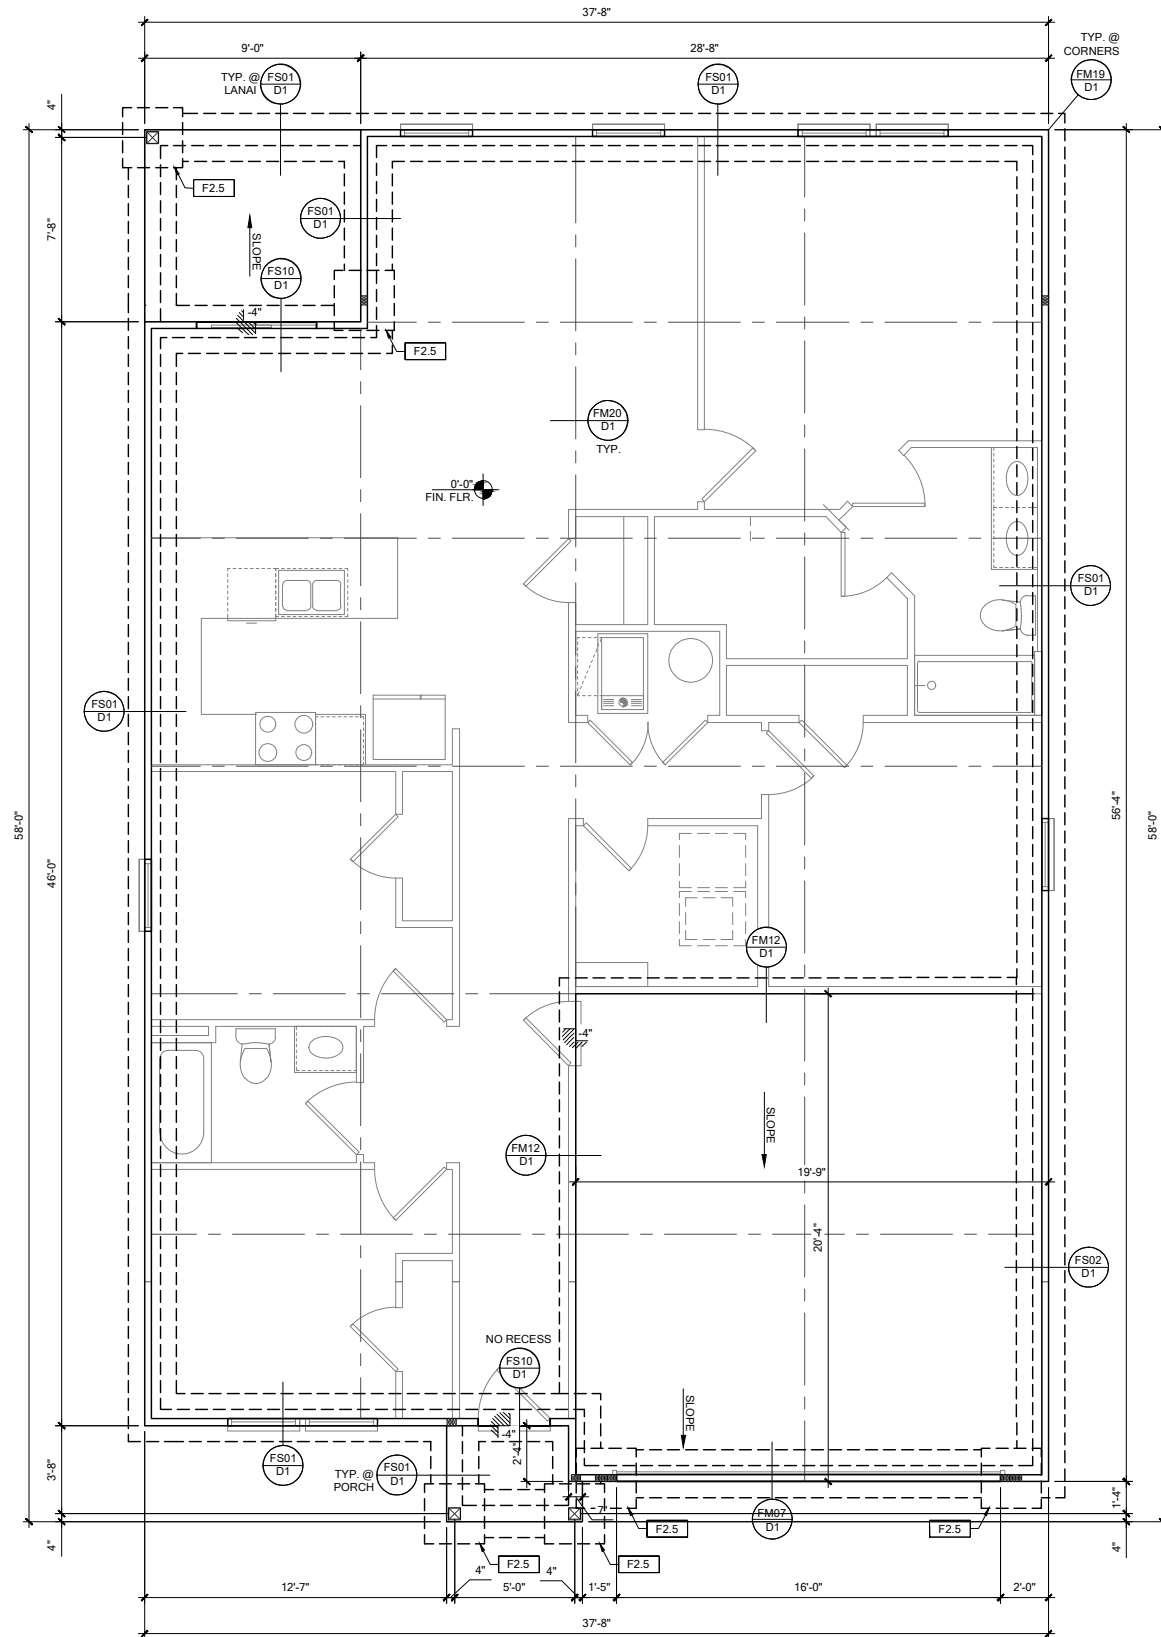 37'-8"
9'-0"
28'-8"
TYP. @
CORNERS
FM19
D1
TYP. @
LANAI
FS01
D1
FS01
D1
4"
F2.5
7'-8"
FS01
D1
SLOPE
FS10
D1
-4"
F2.5
FM20
D1
TYP.
0'-0"
FIN. FLR.
FS01
D1
FS01
D1
58'-0"
46'-0"
56'-4"
58'-0"
FM12
D1
-4"
SLOPE
FM12
D1
19'-9"
20'-4"
FS02
D1
NO RECESS
FS10
D1
SLOPE
-4"
2'-4"
FS01
D1
TYP. @
PORCH
FS01
D1
3'-8"
1'-4"
7"
FM07
D1
F2.5
F2.5
4"
4"
F2.5
F2.5
4"
4"
12'-7"
5'-0"
1'-5"
16'-0"
2'-0"
37'-8"